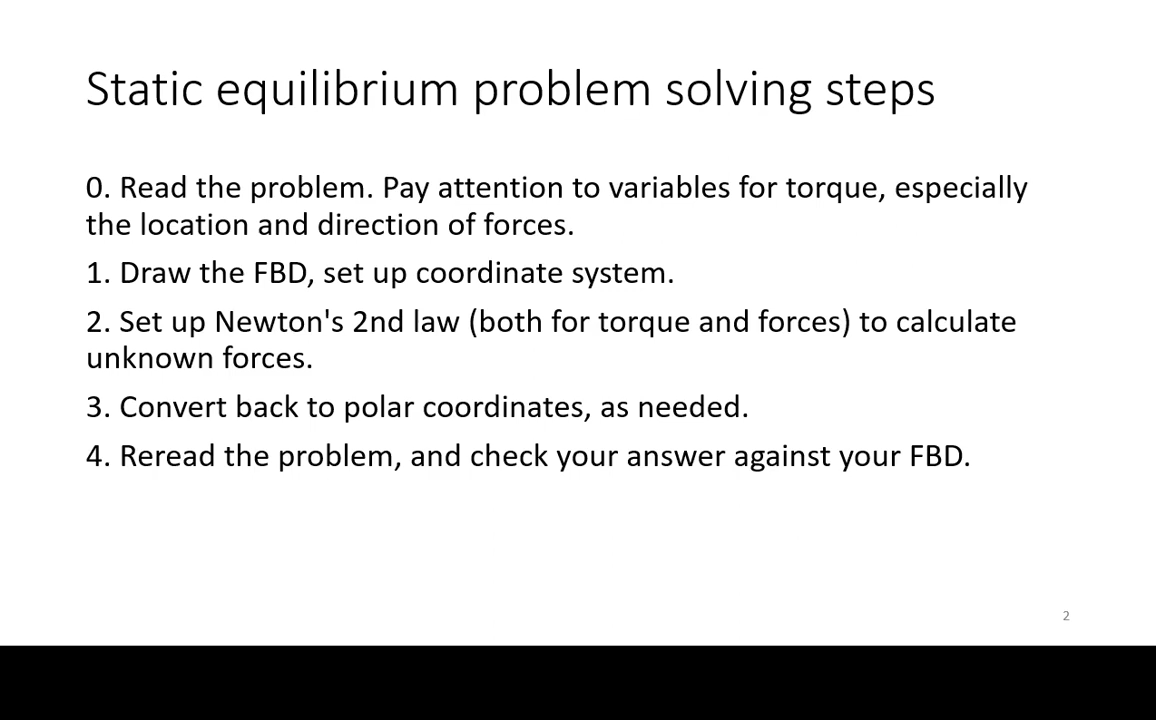 Static equilibrium problem solving steps
0. Read the problem. Pay attention to variables for torque, especially
the location and direction of forces.
1. Draw the FBD, set up coordinate system.
2. Set up Newton's 2nd law (both for torque and forces) to calculate
unknown forces.
3. Convert back to polar coordinates, as needed.
4. Reread the problem, and check your answer against your FBD.
2